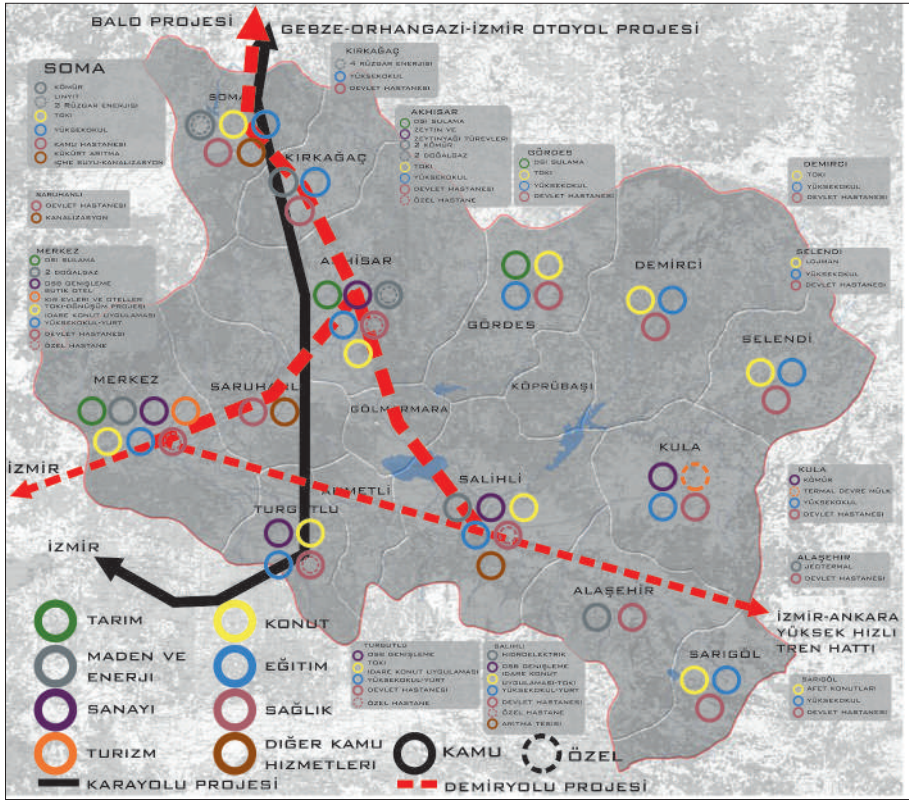 BALO PROJESİ
GEBZE-ORHANGAZİ-İZMİR OTOYOL PROJESİ
SOMA
KÖMÜR
LİNYİT
2 RÜZGAR ENERJİSİ
TOKİ
YÜKSEKOKUL
KAMU HASTANESİ
KÜKÜRT ARITMA
İÇME SUYU-KANALİZASYON
KIRKAĞAÇ
4 RÜZGAR ENERJİSİ
YÜKSEKOKUL
DEVLET HASTANESİ
AKHİSAR
DSİ SULAMA
ZEYTİN VE
ZEYTİNYAĞI TÜREVLERİ
2 KÖMÜR
2 DOĞALGAZ
TOKİ
YÜKSEKOKUL
DEVLET HASTANESİ
ÖZEL HASTANE
GÖRDES
DSİ SULAMA
TOKİ
YÜKSEKOKUL
DEVLET HASTANESİ
DEMİRCİ
TOKİ
YÜKSEKOKUL
DEVLET HASTANESİ
SARUHANLI
DEVLET HASTANESİ
KANALİZASYON
MERKEZ
DSİ SULAMA
2 DOĞALGAZ
OSB GENİŞLEME
BUTİK OTEL
EVLERİ VE OTELLER
TOKİ-DÖNÜŞÜM PROJESİ
İDARE KONUT UYGULAMASI
YÜKSEKOKUL-YURT
DEVLET HASTANESİ
ÖZEL HASTANE
SELENDİ
LOJMAN
YÜKSEKOKUL
DEVLET HASTANESİ
SOMA
KIRKAĞAÇ
AKHİSAR
GÖRDES
DEMİRCİ
SELENDİ
MERKEZ
SARUHANLI
GÖLMARMARA
KÖPRÜBAŞI
KULA
AHMETLİ
SALİHLİ
TURGUTLU
ALAŞEHİR
SARIGÖL
İZMİR
İZMİR
KULA
KÖMÜR
TERMAL DEVRE MÜLK
YÜKSEKOKUL
DEVLET HASTANESİ
ALAŞEHİR
JEOTERMAL
DEVLET HASTANESİ
İZMİR-ANKARA
YÜKSEK HIZLI
TREN HATTI
SARIGÖL
AFET KONUTLARI
YÜKSEKOKUL
DEVLET HASTANESİ
TURGUTLU
OSB GENİŞLEME
TOKİ
İDARE KONUT UYGULAMASI
YÜKSEKOKUL-YURT
DEVLET HASTANESİ
ÖZEL HASTANE
SALİHLİ
HİDROELEKTRİK
OSB GENİŞLEME
İDARE KONUT
UYGULAMASI-TOKİ
YÜKSEKOKUL-YURT
DEVLET HASTANESİ
ÖZEL HASTANE
ARITMA TESİSİ
TARIM
MADEN VE
ENERJİ
SANAYI
TURİZM
KONUT
EĞİTIM
SAĞLIK
DİĞER KAMU
HİZMETLERİ
KAMU
ÖZEL
KARAYOLU PROJESİ
DEMİRYOLU PROJESİ